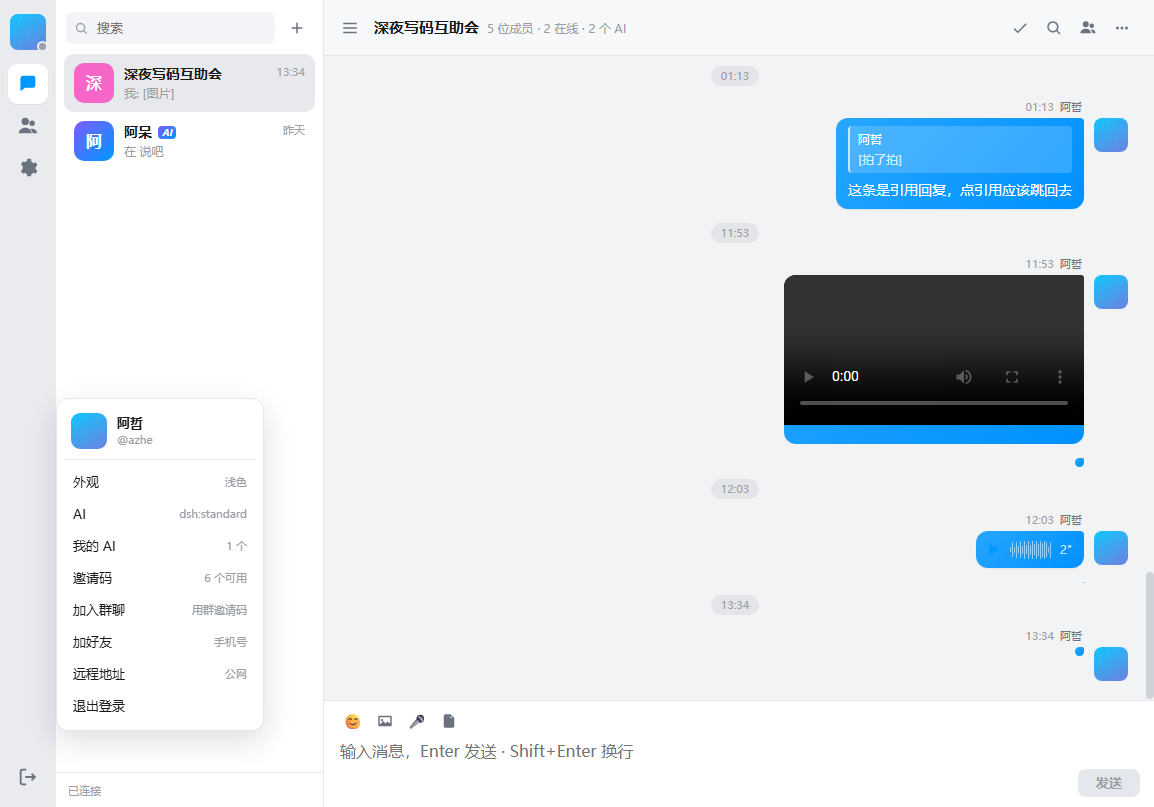 搜索
深
深夜写码互助会
13:34
我: [图片]
阿
阿呆 AI
昨天
在 说吧
阿哲
@azhe
外观 浅色
AI dsh:standard
我的 AI 1 个
邀请码 6 个可用
加入群聊 用群邀请码
加好友 手机号
远程地址 公网
退出登录
已连接
深夜写码互助会 5 位成员 · 2 在线 · 2 个 AI
01:13
01:13 阿哲
阿哲
[拍了拍]
这条是引用回复，点引用应该跳回去
11:53
11:53 阿哲
0:00
12:03
12:03 阿哲
2"
13:34
13:34 阿哲
输入消息，Enter 发送 · Shift+Enter 换行
发送